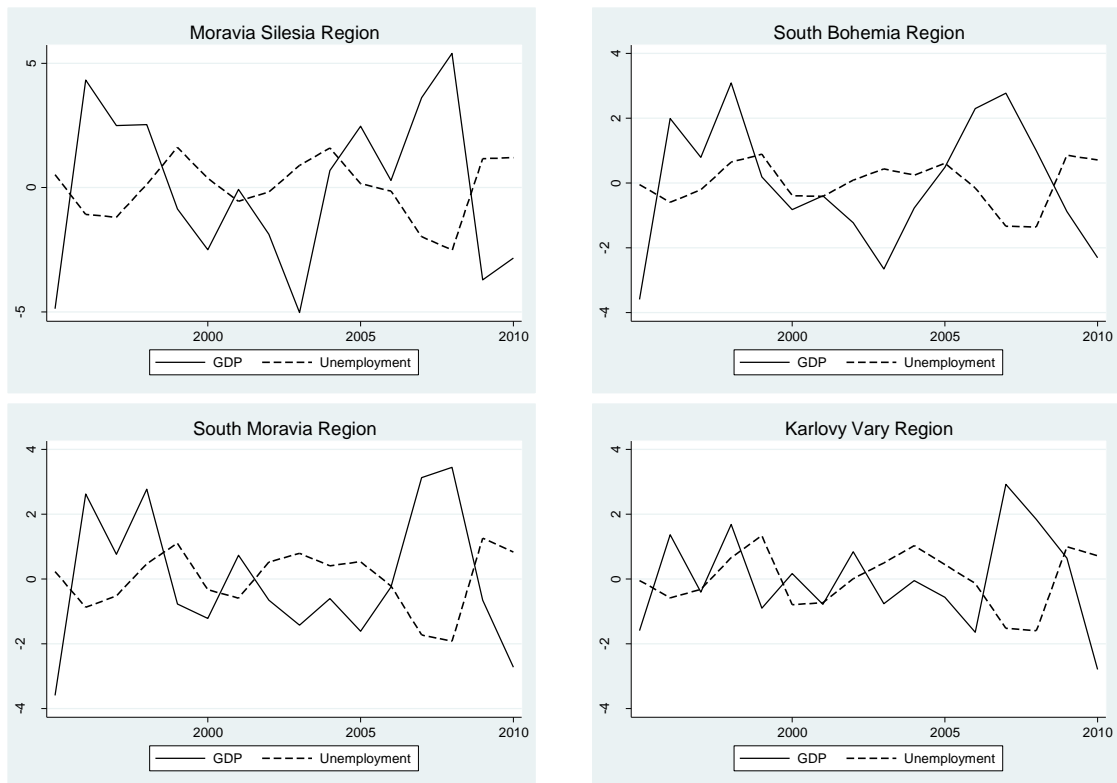 Moravia Silesia Region
5
0
-5
2000 2005 2010
GDP Unemployment
South Bohemia Region
4
2
0
-2
-4
2000 2005 2010
GDP Unemployment
South Moravia Region
4
2
0
-2
-4
2000 2005 2010
GDP Unemployment
Karlovy Vary Region
4
2
0
-2
-4
2000 2005 2010
GDP Unemployment